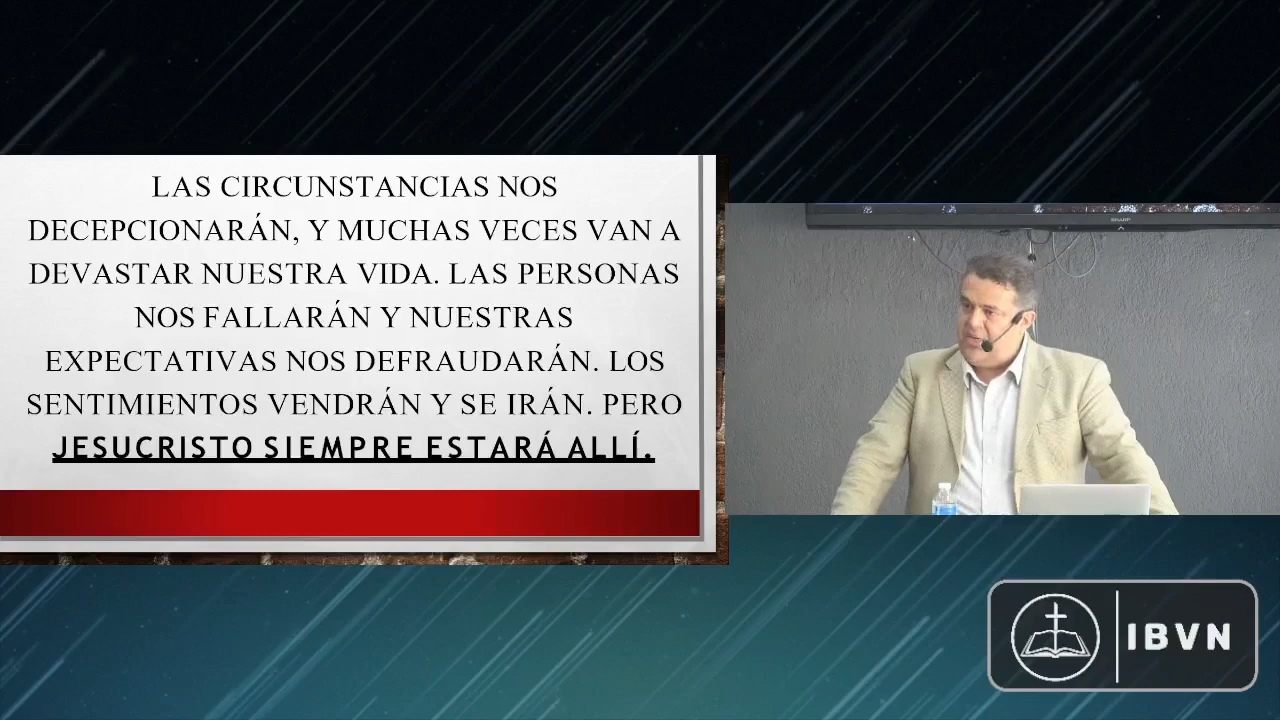 LAS CIRCUNSTANCIAS NOS
DECEPCIONARÁN, Y MUCHAS VECES VAN A
DEVASTAR NUESTRA VIDA. LAS PERSONAS
NOS FALLARÁN Y NUESTRAS
EXPECTATIVAS NOS DEFRAUDARÁN. LOS
SENTIMIENTOS VENDRÁN Y SE IRÁN. PERO
JESUCRISTO SIEMPRE ESTARÁ ALLÍ.
SHARP
IBVN